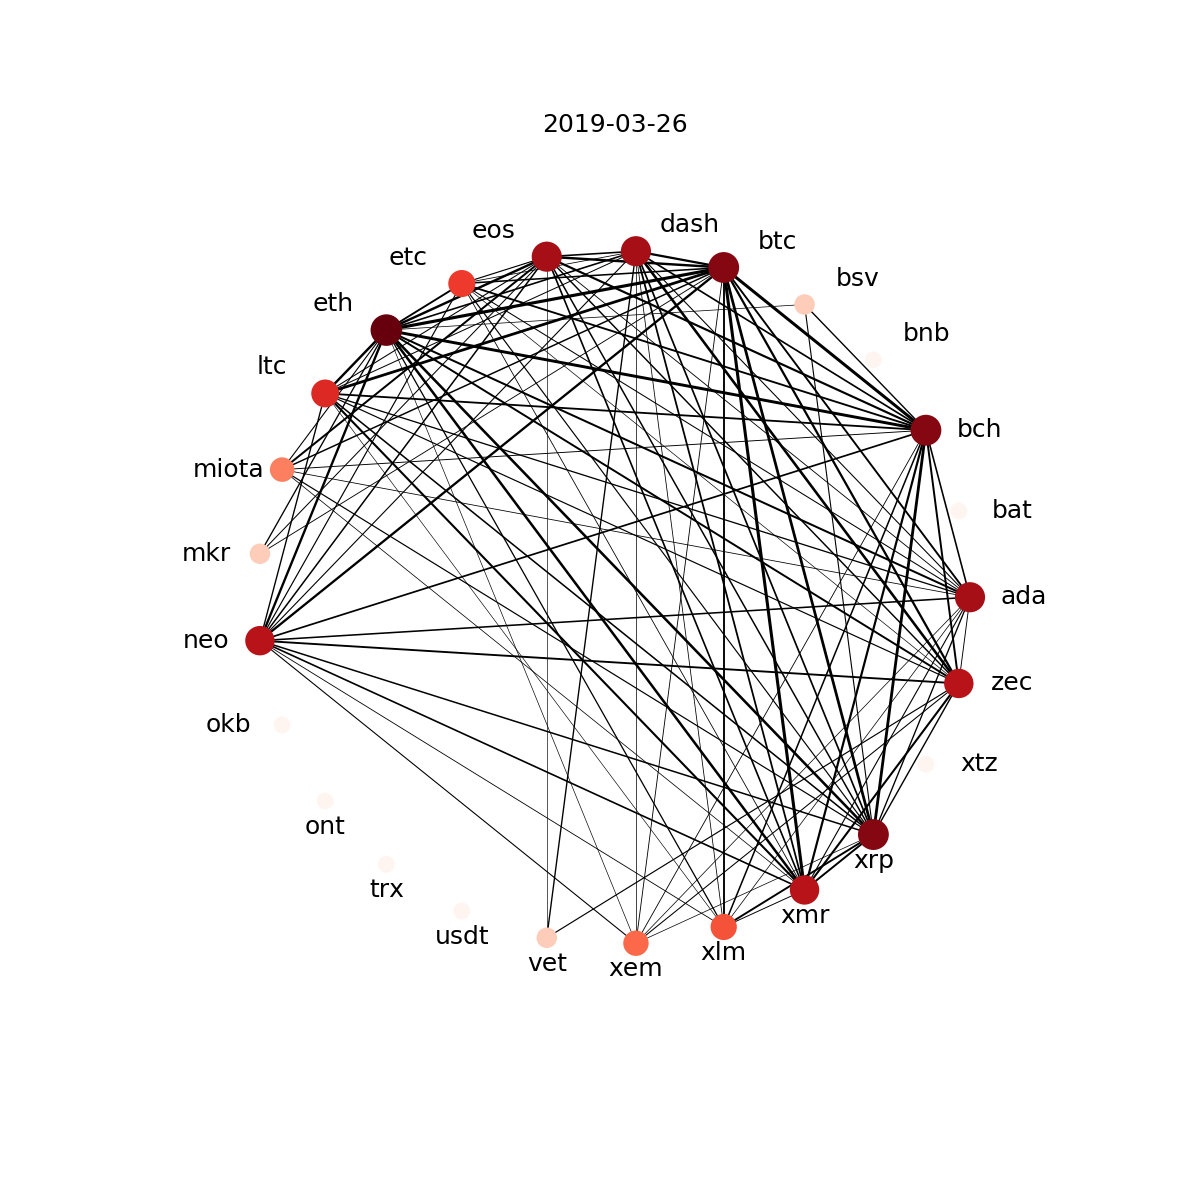 2019-03-26
dash
eos
btc
etc
bsv
eth
bnb
ltc
bch
miota
bat
mkr
ada
neo
zec
okb
xtz
ont
xrp
trx
xmr
usdt
xlm
vet
xem